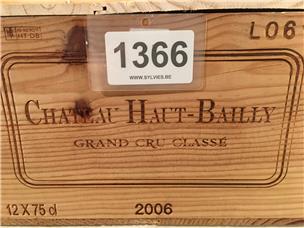 L06
1366
WWW.SYLVIES.BE
CHATEAU HAUT-BAILLY
GRAND CRU CLASSÉ
12 X 75 cl
2006